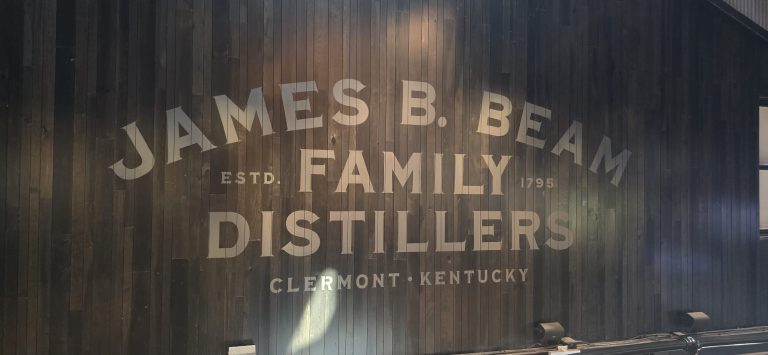 JAMES B. BEAM
ESTD. FAMILY 1795
DISTILLERS
CLERMONT • KENTUCKY